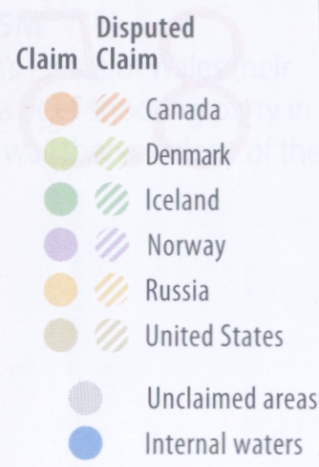 Disputed
Claim Claim
Canada
Denmark
Iceland
Norway
Russia
United States
Unclaimed areas
Internal waters